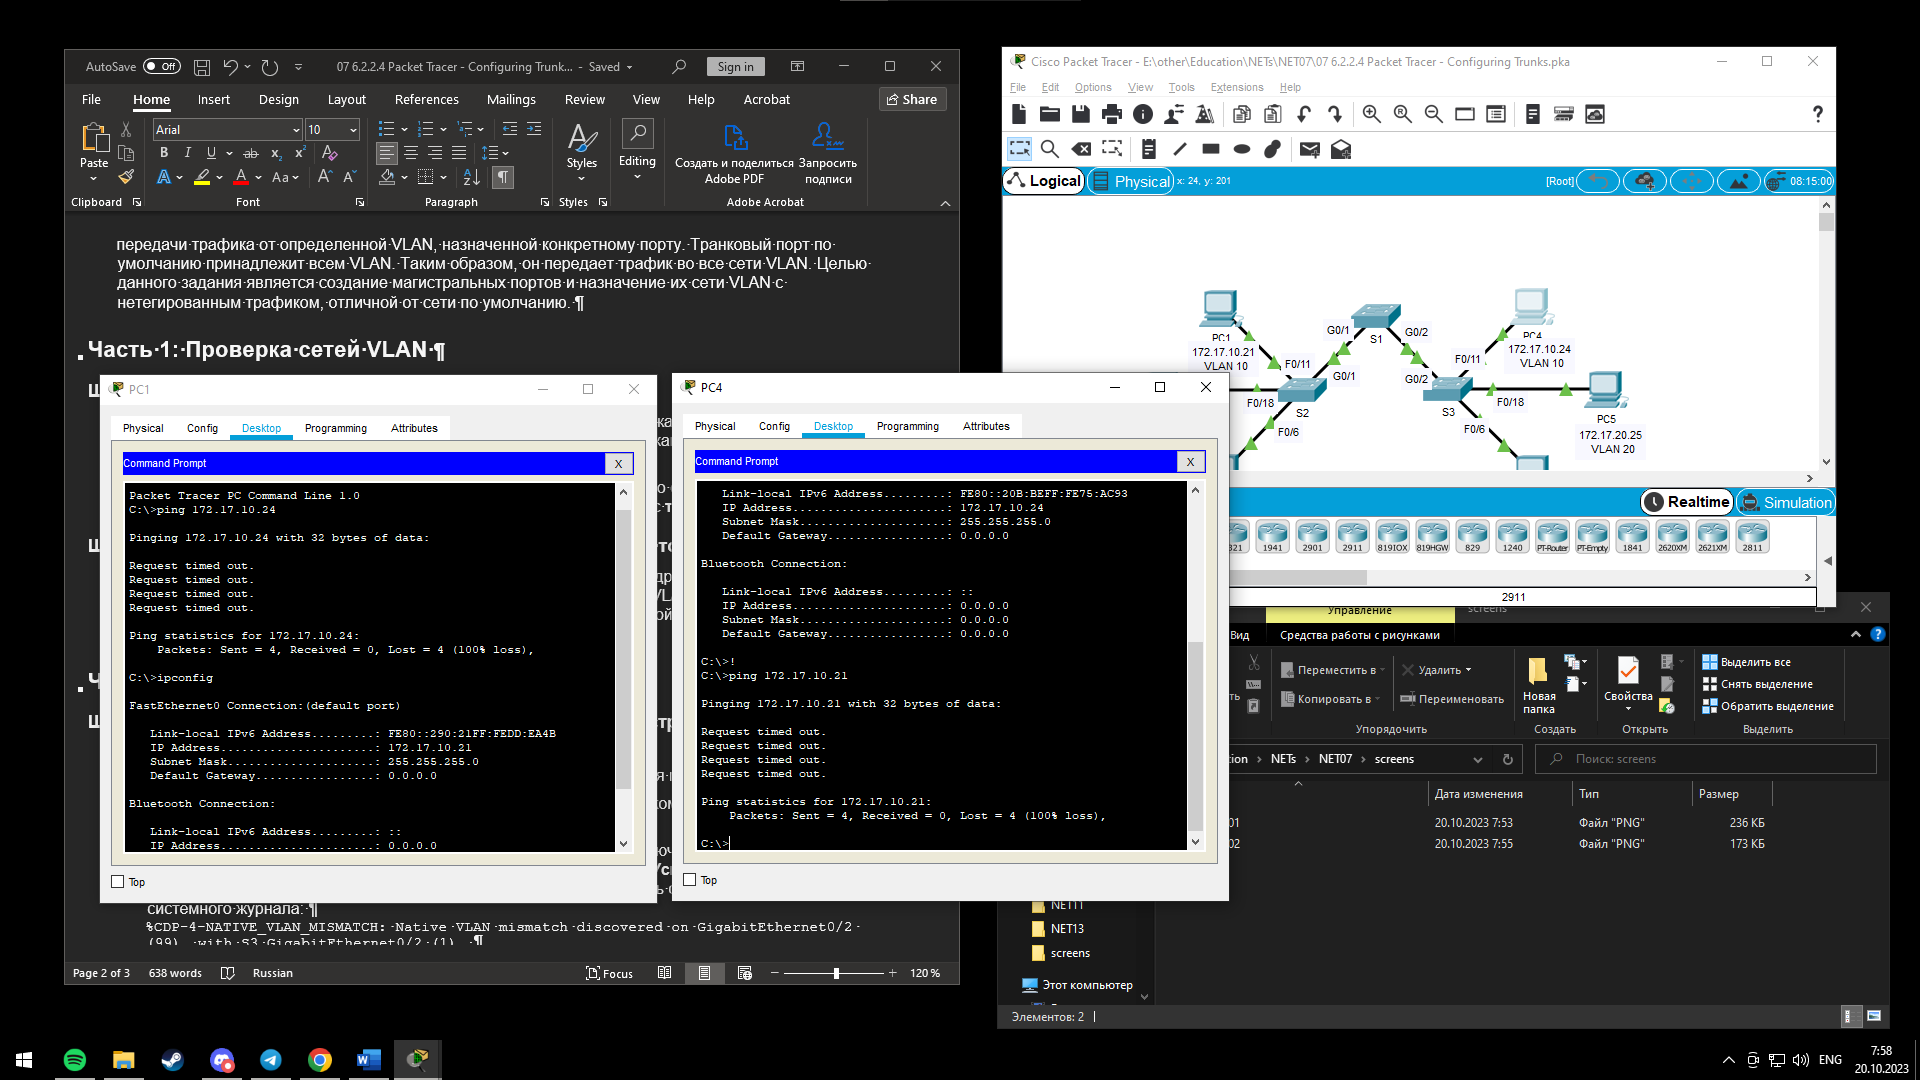 AutoSave Off 07 6.2.2.4 Packet Tracer - Configuring Trunk... - Saved Sign in
File Home Insert Design Layout References Mailings Review View Help Acrobat Share
Paste
Arial 10
Styles
Editing
Создать и поделиться Adobe PDF
Запросить подписи
Clipboard Font Paragraph Styles Adobe Acrobat
передачи·трафика·от·определенной·VLAN,·назначенной·конкретному·порту.·Транковый·порт·по·
умолчанию·принадлежит·всем·VLAN.·Таким·образом,·он·передает·трафик·во·все·сети·VLAN.·Целью·
данного·задания·является·создание·магистральных·портов·и·назначение·их·сети·VLAN·с·
нетегированным·трафиком,·отличной·от·сети·по·умолчанию.·¶
Часть·1:·Проверка·сетей·VLAN·¶
PC1
Physical Config Desktop Programming Attributes
Command Prompt X
Packet Tracer PC Command Line 1.0
C:\>ping 172.17.10.24
Pinging 172.17.10.24 with 32 bytes of data:
Request timed out.
Request timed out.
Request timed out.
Request timed out.
Ping statistics for 172.17.10.24:
Packets: Sent = 4, Received = 0, Lost = 4 (100% loss),
C:\>ipconfig
FastEthernet0 Connection:(default port)
Link-local IPv6 Address.........: FE80::290:21FF:FEDD:EA4B
IP Address......................: 172.17.10.21
Subnet Mask.....................: 255.255.255.0
Default Gateway.................: 0.0.0.0
Bluetooth Connection:
Link-local IPv6 Address.........: ::
IP Address......................: 0.0.0.0
Top
PC4
Physical Config Desktop Programming Attributes
Command Prompt X
Link-local IPv6 Address.........: FE80::20B:BEFF:FE75:AC93
IP Address......................: 172.17.10.24
Subnet Mask.....................: 255.255.255.0
Default Gateway.................: 0.0.0.0
Bluetooth Connection:
Link-local IPv6 Address.........: ::
IP Address......................: 0.0.0.0
Subnet Mask.....................: 0.0.0.0
Default Gateway.................: 0.0.0.0
C:\>!
C:\>ping 172.17.10.21
Pinging 172.17.10.21 with 32 bytes of data:
Request timed out.
Request timed out.
Request timed out.
Request timed out.
Ping statistics for 172.17.10.21:
Packets: Sent = 4, Received = 0, Lost = 4 (100% loss),
C:\>
Top
системного·журнала:·¶
%CDP-4-NATIVE_VLAN_MISMATCH:·Native·VLAN·mismatch·discovered·on·GigabitEthernet0/2·
(99),·with·S3·GigabitEthernet0/2·(1).·¶
Page 2 of 3 638 words Russian Focus 120 %
Cisco Packet Tracer - E:\other\Education\NETs\NET07\07 6.2.2.4 Packet Tracer - Configuring Trunks.pka
File Edit Options View Tools Extensions Help
Logical Physical x: 24, y: 201 [Root] 08:15:00
PC1
172.17.10.21
VLAN 10
G0/1
S1
G0/2
PC4
172.17.10.24
VLAN 10
F0/11
G0/1
G0/2
F0/11
F0/18
S2
F0/6
S3
F0/18
F0/6
PC5
172.17.20.25
VLAN 20
Realtime Simulation
1941 2901 2911 819IOX 819HGW 829 1240 PT-Router PT-Empty 1841 2620XM 2621XM 2811
2911
Управление screens
Вид Средства работы с рисунками
Переместить в
Копировать в
Удалить
Переименовать
Новая папка
Свойства
Выделить все
Снять выделение
Обратить выделение
Упорядочить Создать Открыть Выделить
NETs NET07 screens Поиск: screens
Дата изменения Тип Размер
01 20.10.2023 7:53 Файл "PNG" 236 КБ
02 20.10.2023 7:55 Файл "PNG" 173 КБ
NET11
NET13
screens
Этот компьютер
Элементов: 2
ENG
7:58
20.10.2023